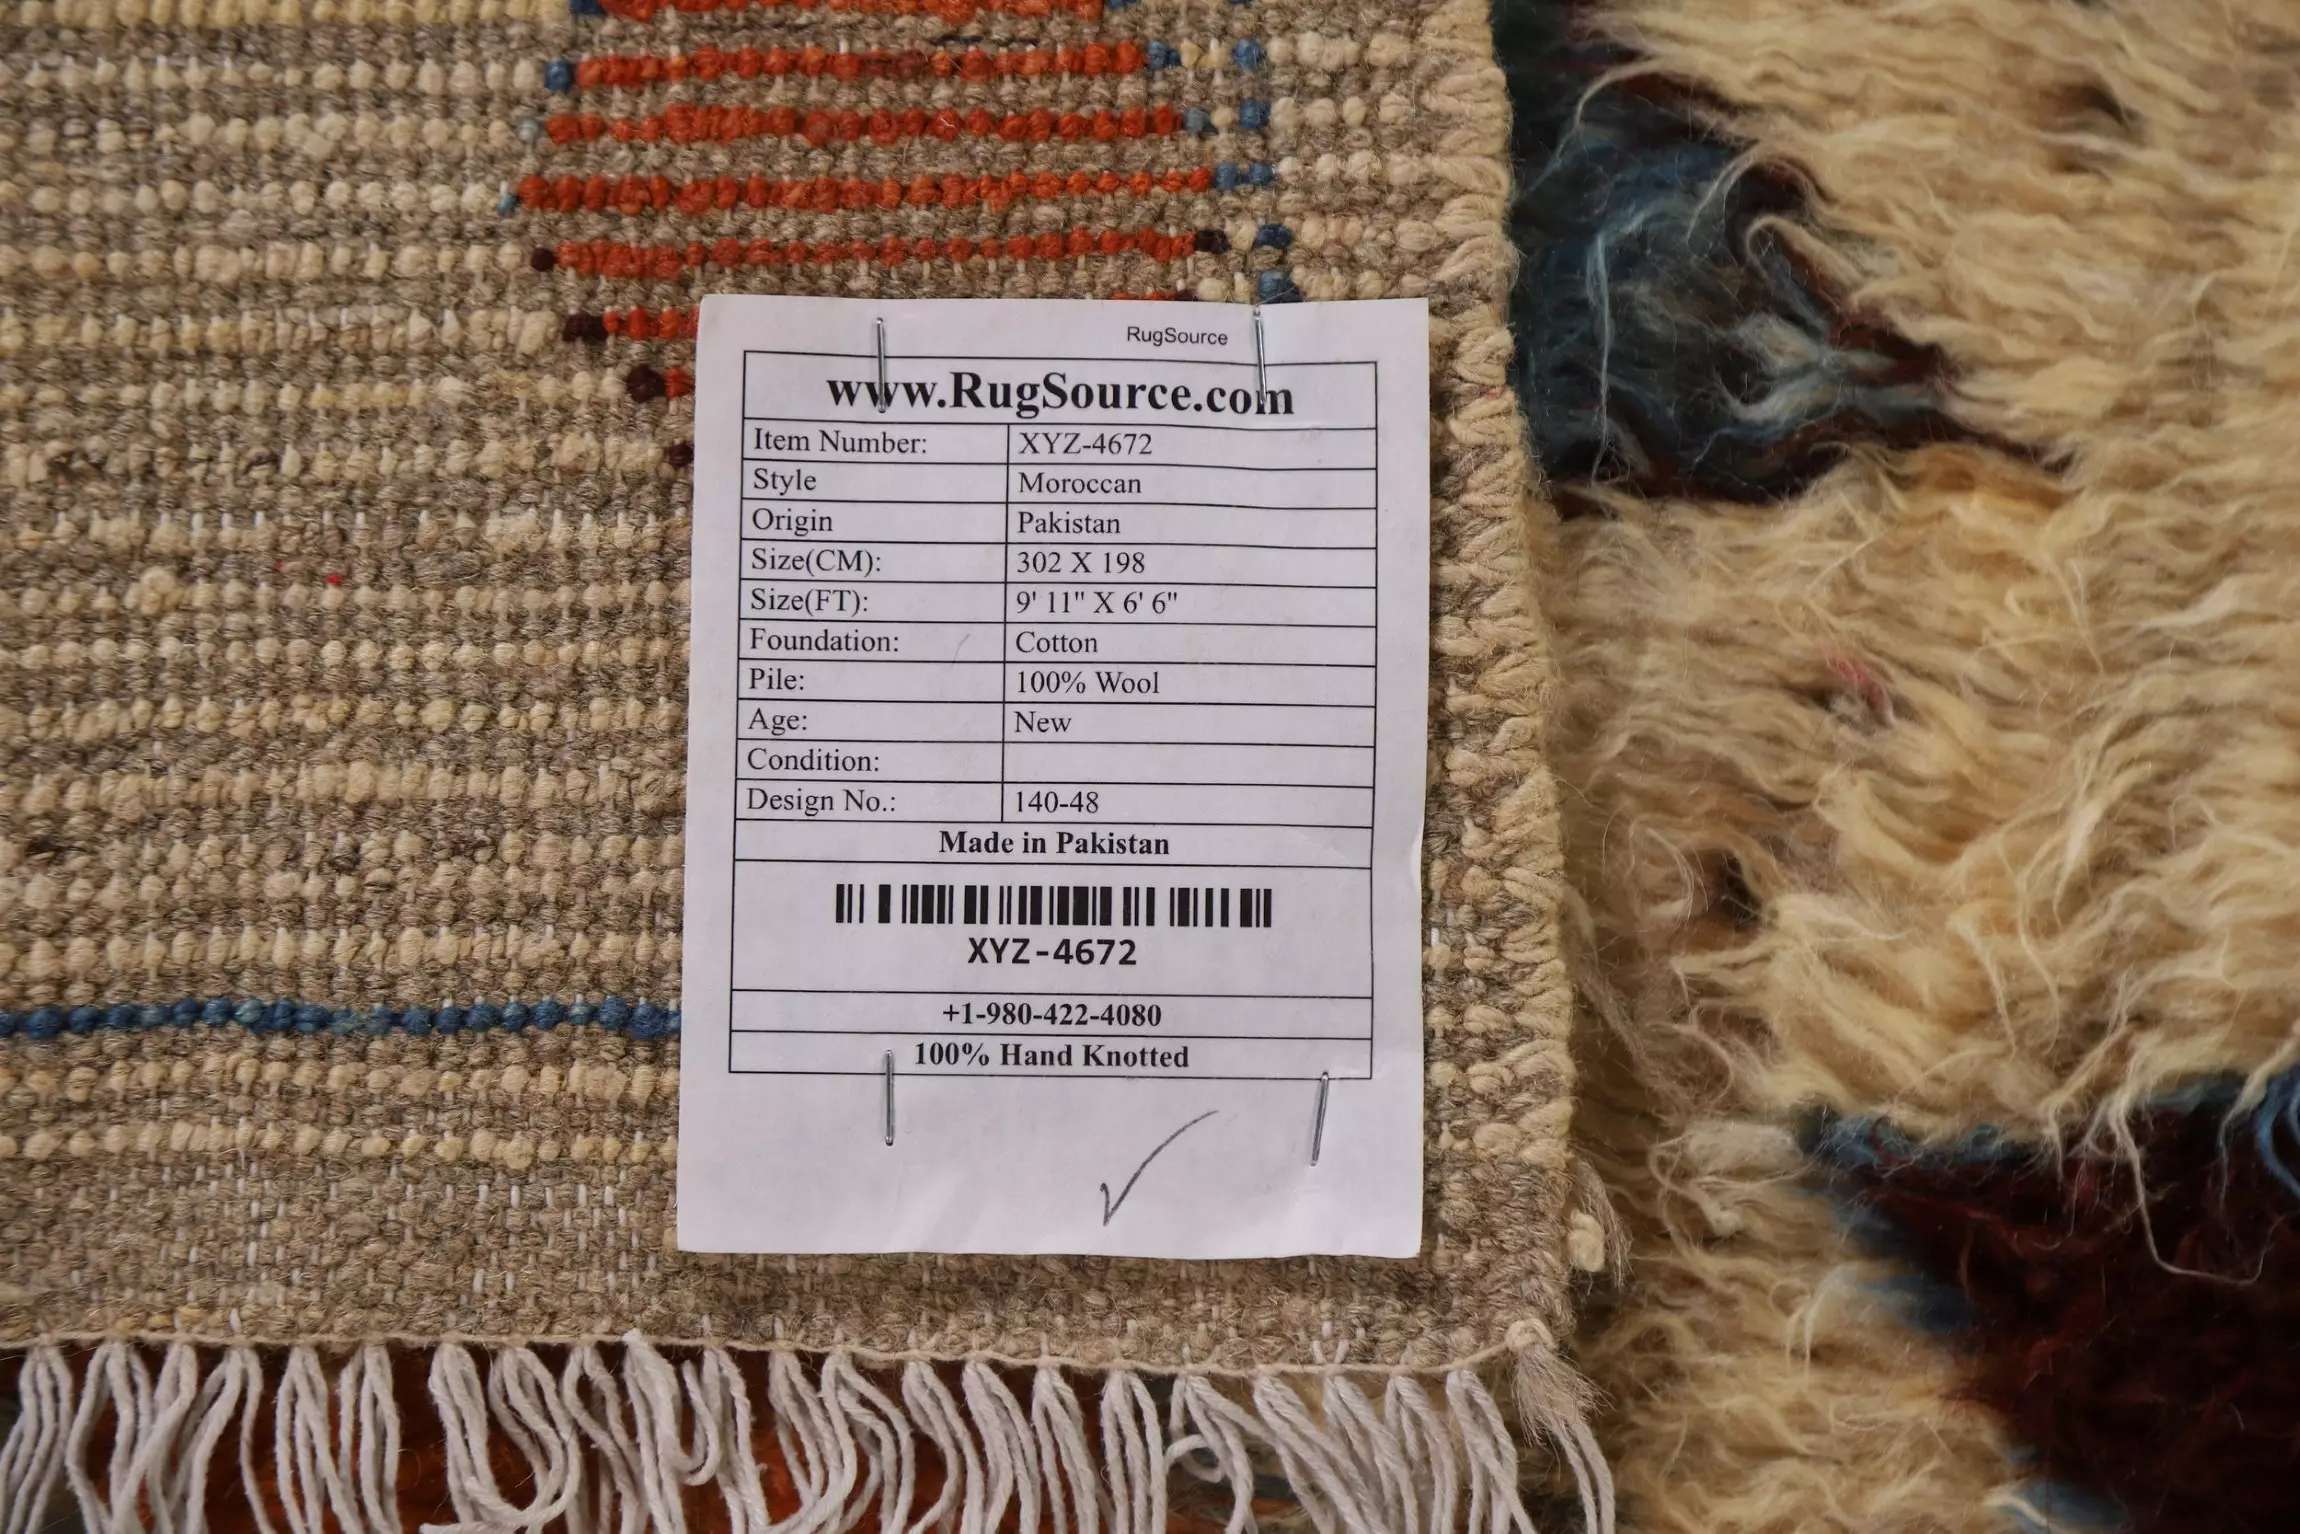 RugSource
www.RugSource.com
Item Number: XYZ-4672
Style Moroccan
Origin Pakistan
Size(CM): 302 X 198
Size(FT): 9' 11" X 6' 6"
Foundation: Cotton
Pile: 100% Wool
Age: New
Condition:
Design No.: 140-48
Made in Pakistan
XYZ-4672
+1-980-422-4080
100% Hand Knotted